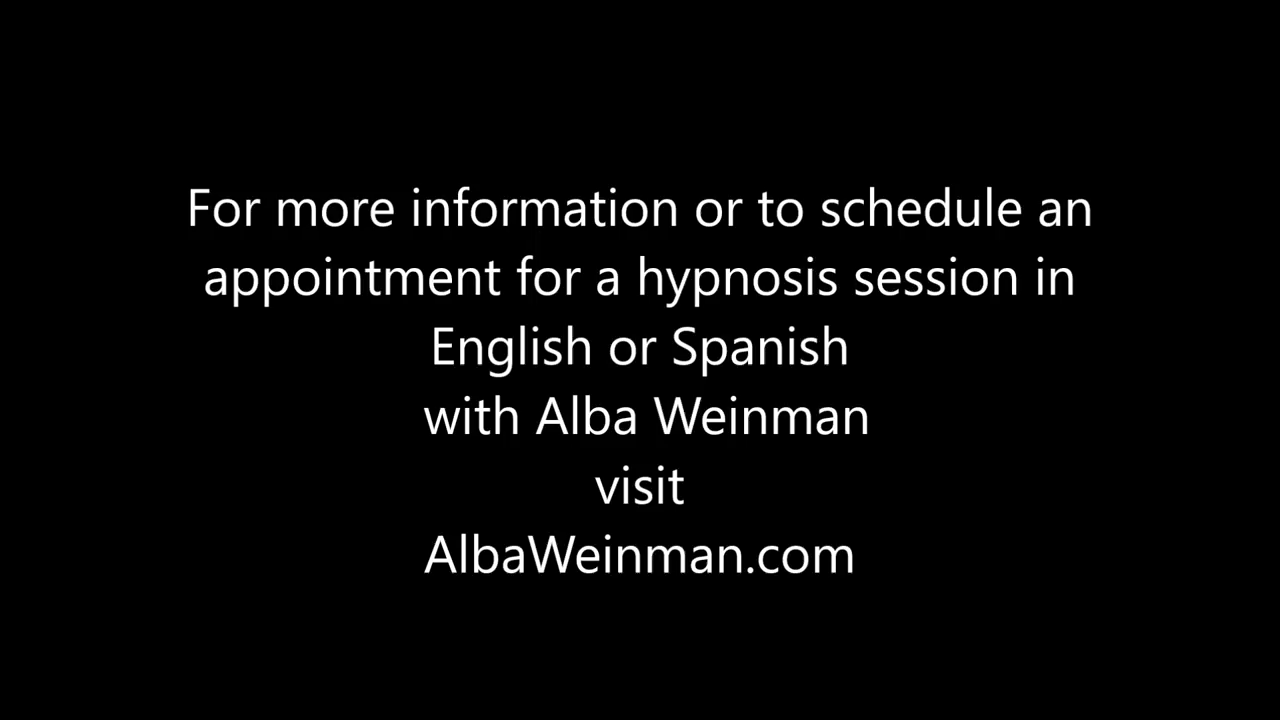 For more information or to schedule an
appointment for a hypnosis session in
English or Spanish
with Alba Weinman
visit
AlbaWeinman.com